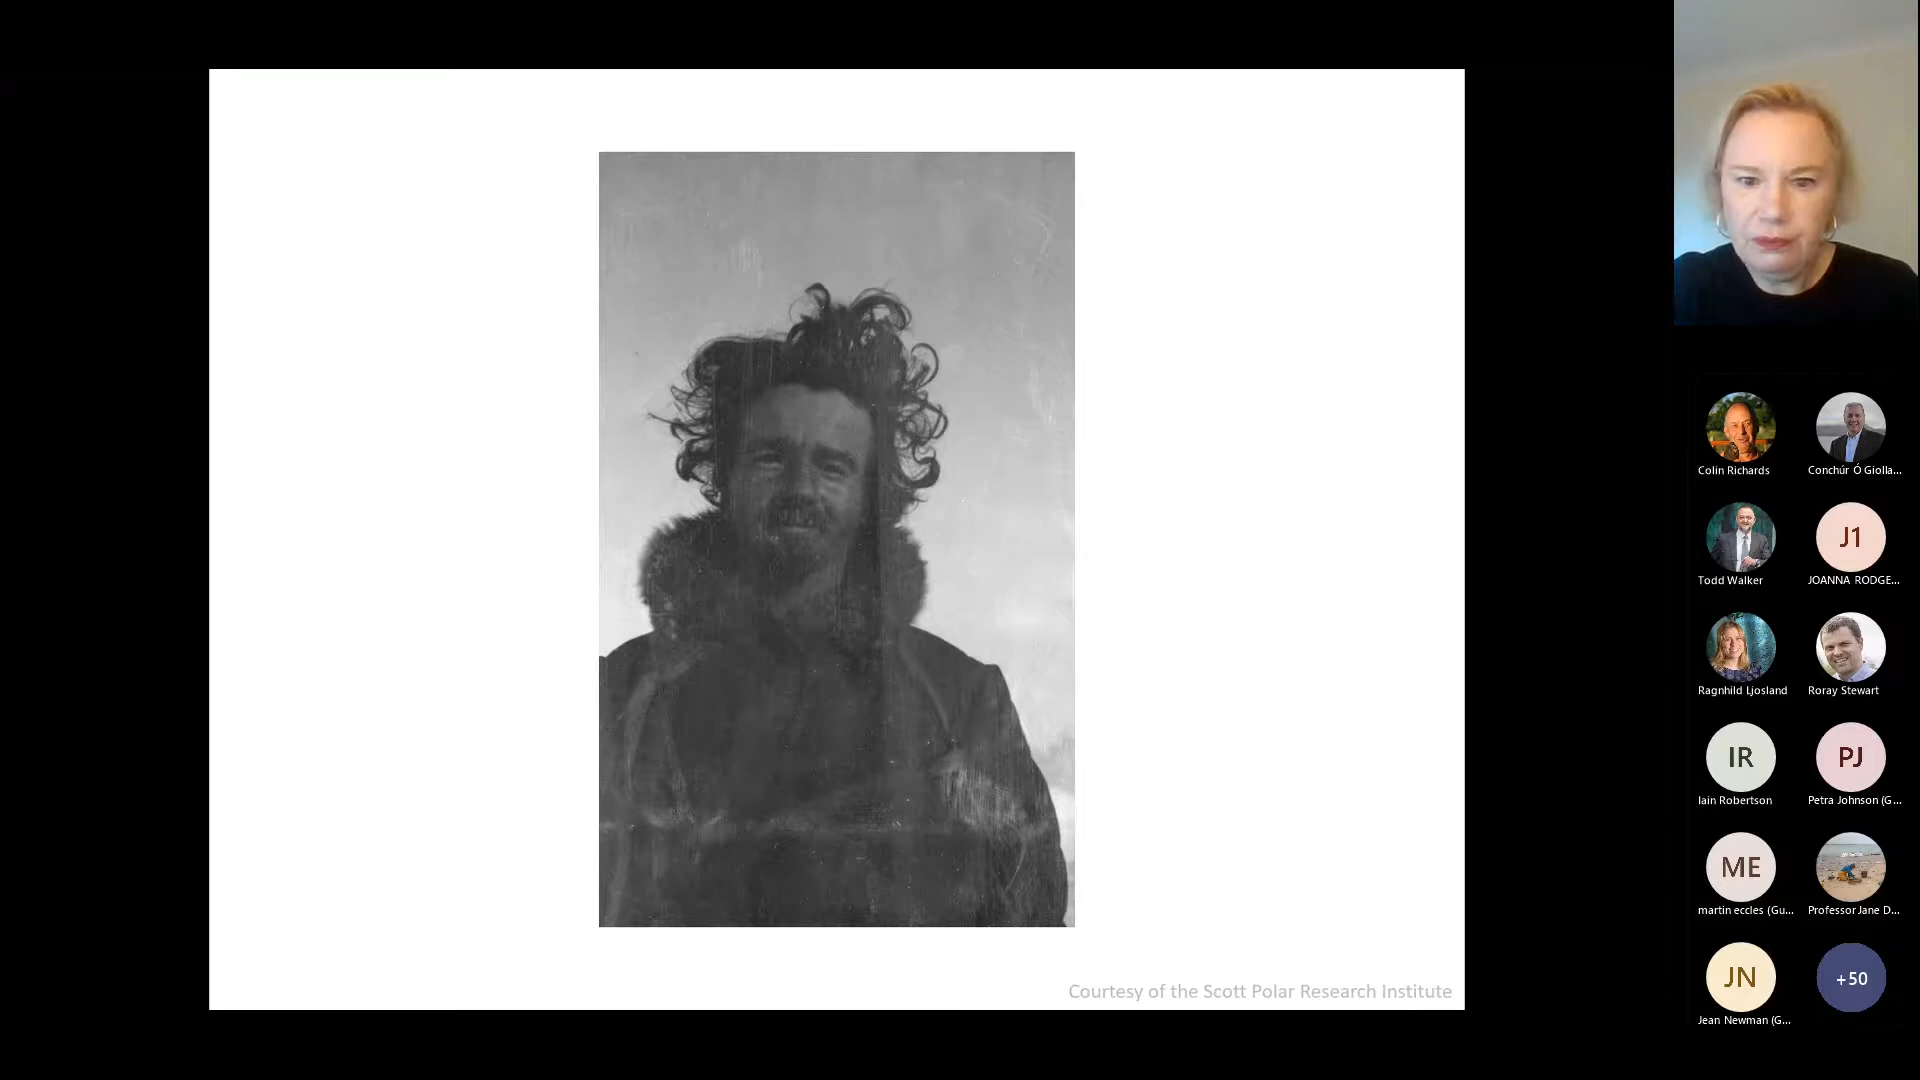 Courtesy of the Scott Polar Research Institute
Colin Richards
Conchúr Ó Giolla...
Todd Walker
J1
JOANNA RODGE...
Ragnhild Ljosland
Roray Stewart
IR
Iain Robertson
PJ
Petra Johnson (G...
ME
martin eccles (Gu...
Professor Jane D...
JN
Jean Newman (G...
+50